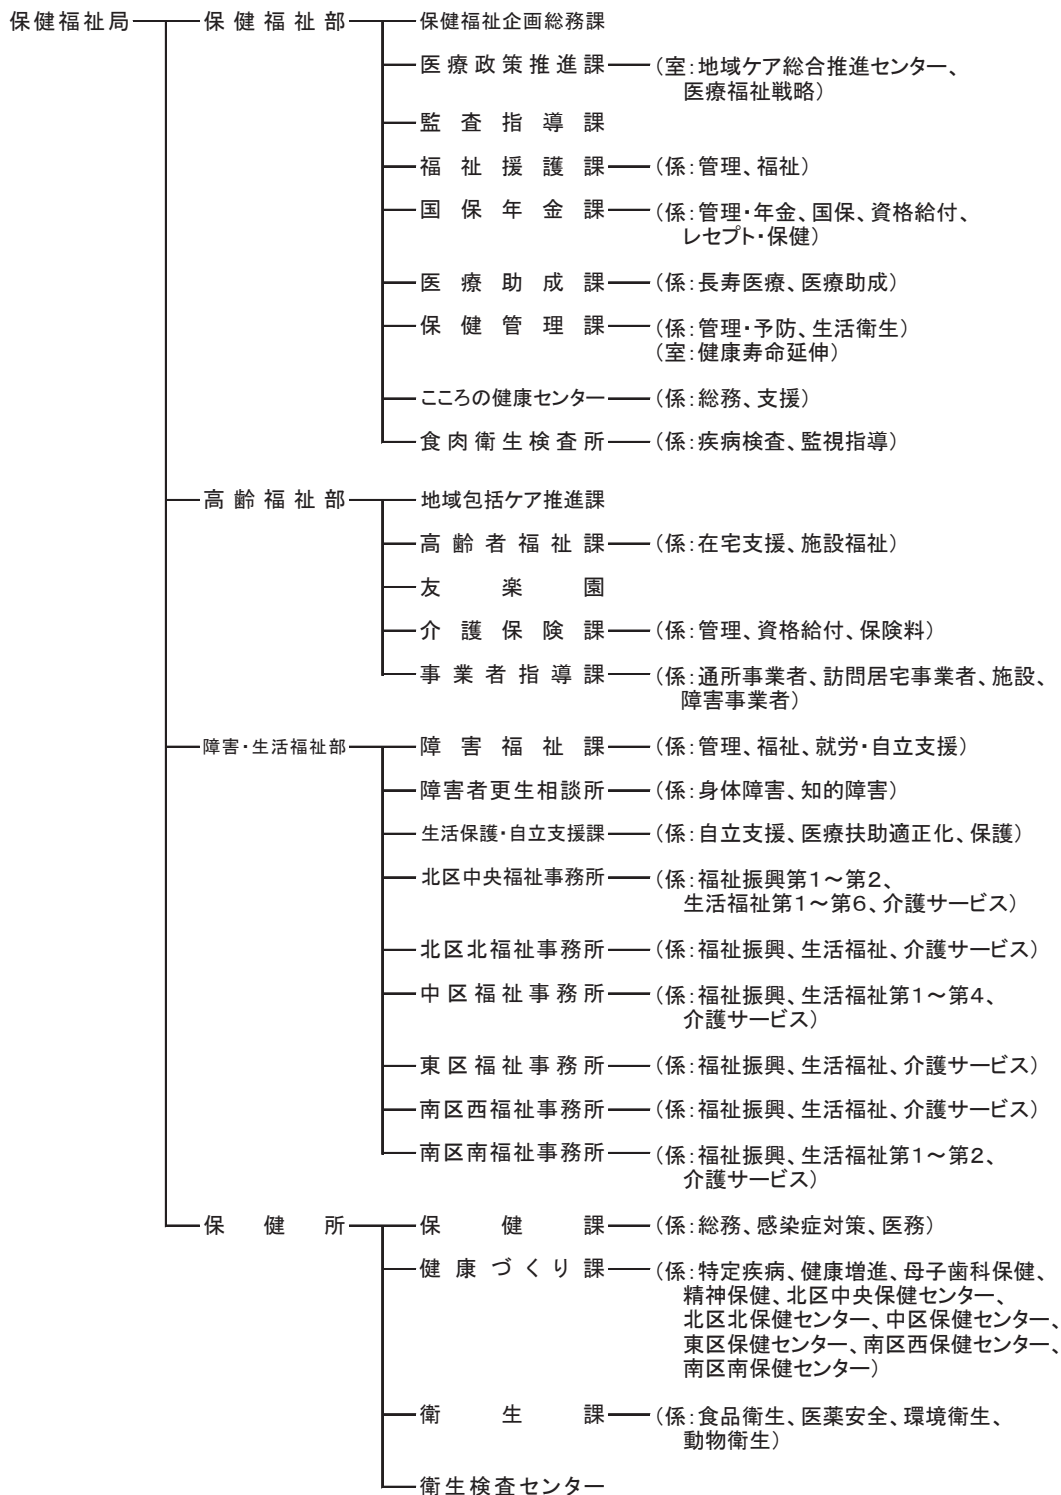 保健福祉局 保健福祉部 保健福祉企画総務課
医療政策推進課 (室:地域ケア総合推進センター、
医療福祉戦略)
監査指導課
福祉援護課 (係:管理、福祉)
国保年金課 (係:管理・年金、国保、資格給付、
レセプト・保健)
医療助成課 (係:長寿医療、医療助成)
保健管理課 (係:管理・予防、生活衛生)
(室:健康寿命延伸)
こころの健康センター (係:総務、支援)
食肉衛生検査所 (係:疾病検査、監視指導)
高齢福祉部 地域包括ケア推進課
高齢者福祉課 (係:在宅支援、施設福祉)
友楽園
介護保険課 (係:管理、資格給付、保険料)
事業者指導課 (係:通所事業者、訪問居宅事業者、施設、
障害事業者)
障害・生活福祉部 障害福祉課 (係:管理、福祉、就労・自立支援)
障害者更生相談所 (係:身体障害、知的障害)
生活保護・自立支援課 (係:自立支援、医療扶助適正化、保護)
北区中央福祉事務所 (係:福祉振興第1~第2、
生活福祉第1~第6、介護サービス)
北区北福祉事務所 (係:福祉振興、生活福祉、介護サービス)
中区福祉事務所 (係:福祉振興、生活福祉第1~第4、
介護サービス)
東区福祉事務所 (係:福祉振興、生活福祉、介護サービス)
南区西福祉事務所 (係:福祉振興、生活福祉、介護サービス)
南区南福祉事務所 (係:福祉振興、生活福祉第1~第2、
介護サービス)
保健所 保健課 (係:総務、感染症対策、医務)
健康づくり課 (係:特定疾病、健康増進、母子歯科保健、
精神保健、北区中央保健センター、
北区北保健センター、中区保健センター、
東区保健センター、南区西保健センター、
南区南保健センター)
衛生課 (係:食品衛生、医薬安全、環境衛生、
動物衛生)
衛生検査センター